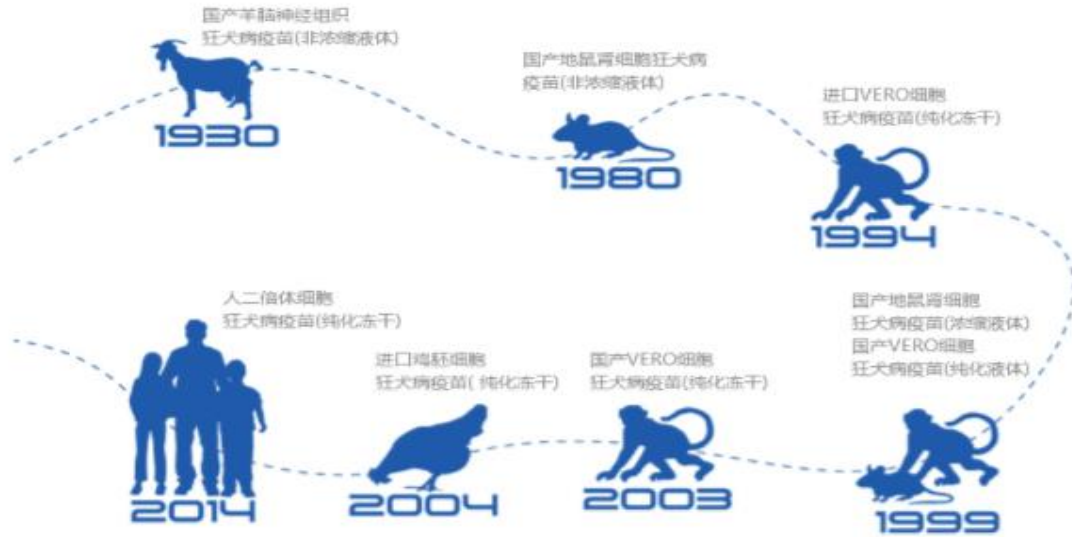 国产羊脑神经组织
狂犬病疫苗(非浓缩液体)
1930
国产地鼠肾细胞狂犬病
疫苗(非浓缩液体)
1980
进口VERO细胞
狂犬病疫苗(纯化冻干)
1994
国产地鼠肾细胞
狂犬病疫苗(浓缩液体)
国产VERO细胞
狂犬病疫苗(纯化液体)
1999
国产VERO细胞
狂犬病疫苗(纯化冻干)
2003
进口鸡胚细胞
狂犬病疫苗( 纯化冻干)
2004
人二倍体细胞
狂犬病疫苗(纯化冻干)
2014